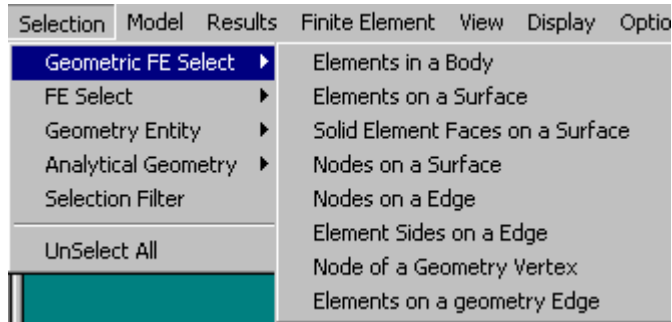 Selection Model Results Finite Element View Display Optio
Geometric FE Select
FE Select
Geometry Entity
Analytical Geometry
Selection Filter
UnSelect All
Elements in a Body
Elements on a Surface
Solid Element Faces on a Surface
Nodes on a Surface
Nodes on a Edge
Element Sides on a Edge
Node of a Geometry Vertex
Elements on a geometry Edge